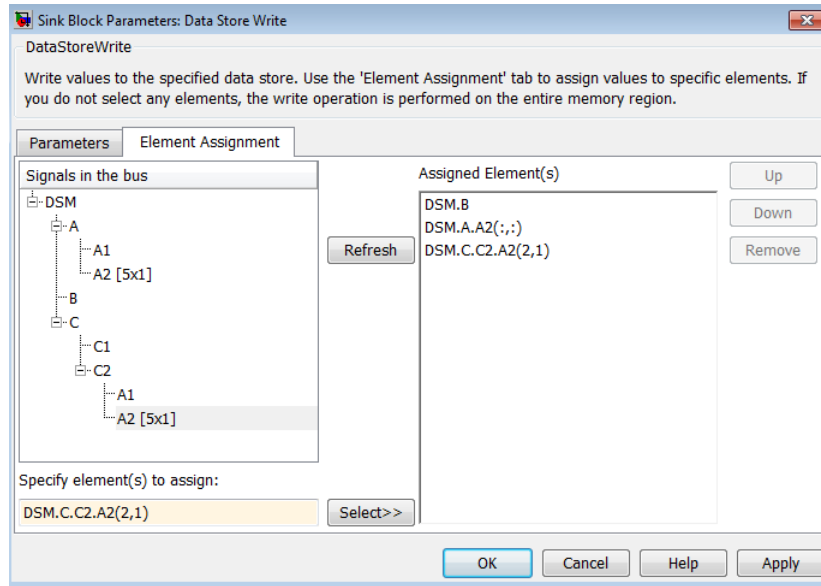 Sink Block Parameters: Data Store Write
DataStoreWrite
Write values to the specified data store. Use the 'Element Assignment' tab to assign values to specific elements. If
you do not select any elements, the write operation is performed on the entire memory region.
Parameters
Element Assignment
Signals in the bus
DSM
A
A1
A2 [5x1]
B
C
C1
C2
A1
A2 [5x1]
Specify element(s) to assign:
DSM.C.C2.A2(2,1)
Refresh
Select>>
Assigned Element(s)
DSM.B
DSM.A.A2(:,:)
DSM.C.C2.A2(2,1)
Up
Down
Remove
OK
Cancel
Help
Apply